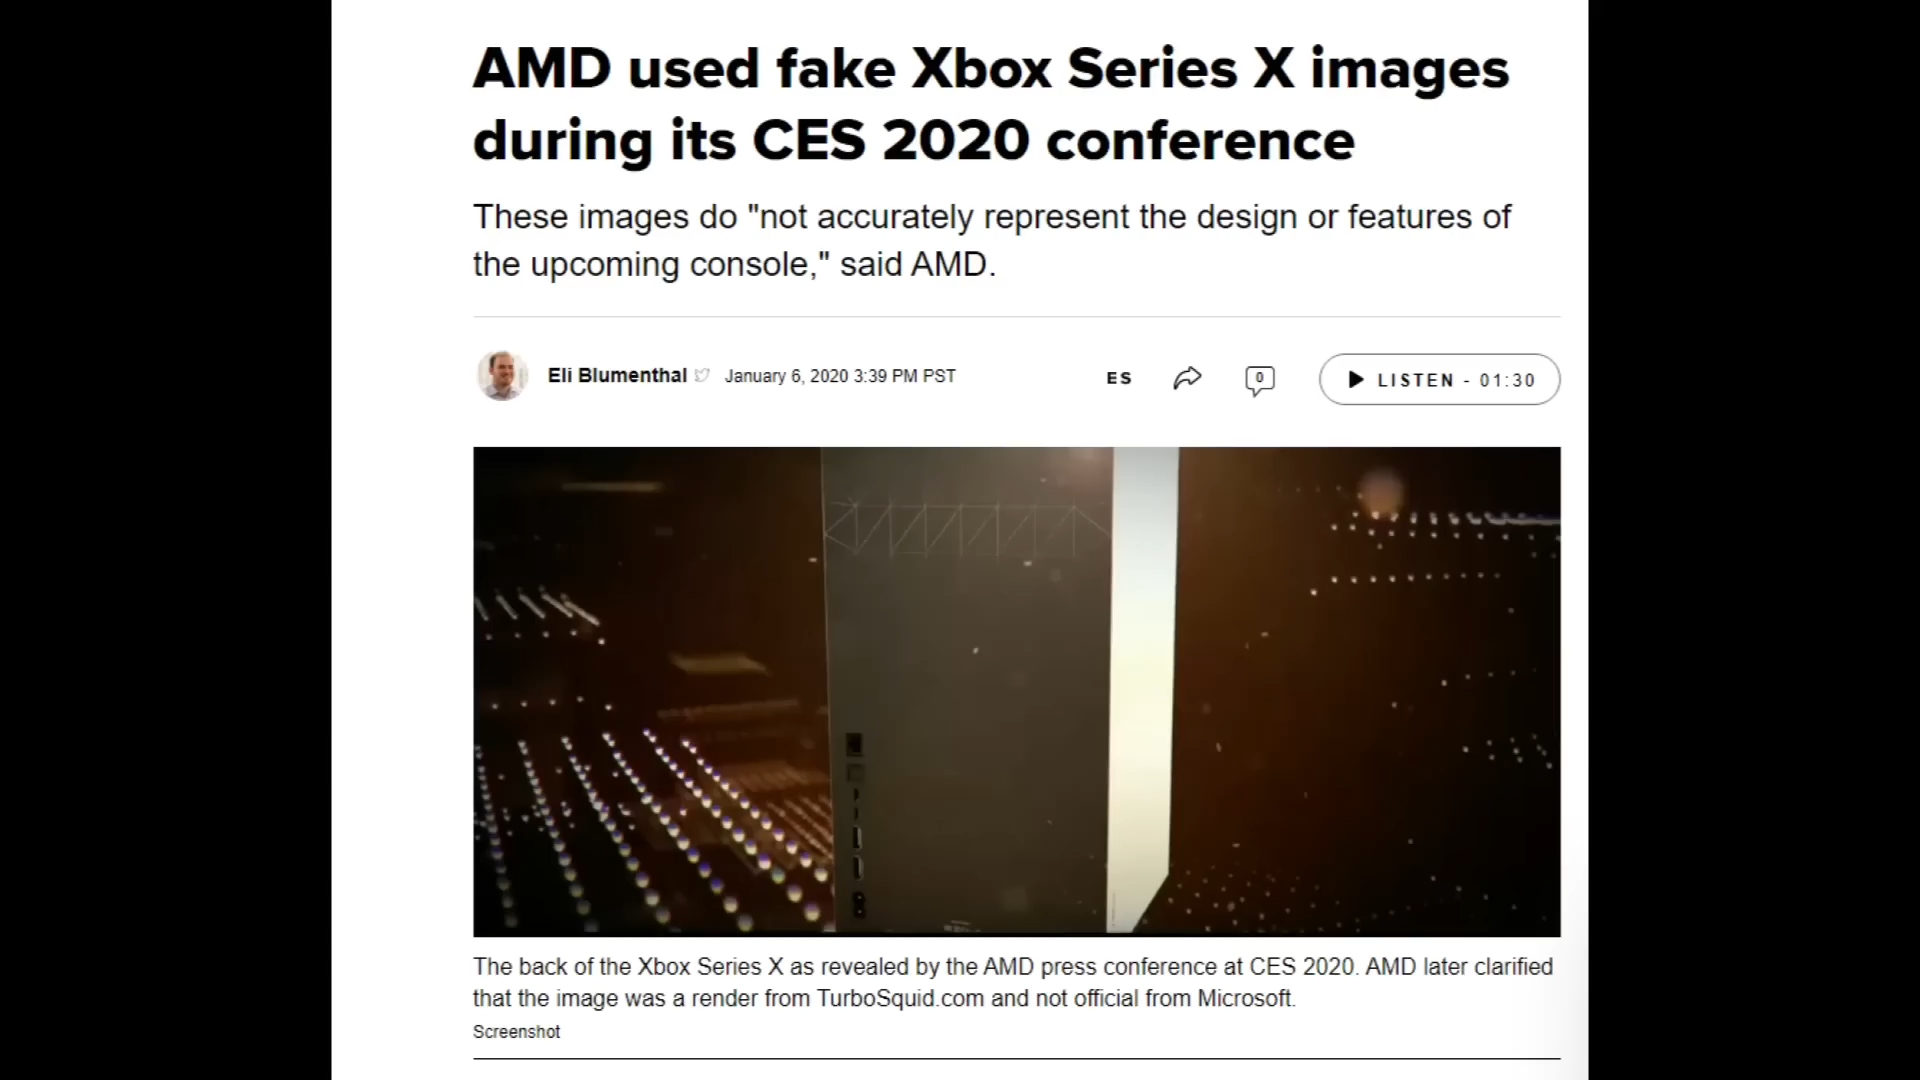 AMD used fake Xbox Series X images
during its CES 2020 conference
These images do "not accurately represent the design or features of
the upcoming console," said AMD.
Eli Blumenthal January 6, 2020 3:39 PM PST ES 0 LISTEN - 01:30
The back of the Xbox Series X as revealed by the AMD press conference at CES 2020. AMD later clarified
that the image was a render from TurboSquid.com and not official from Microsoft.
Screenshot